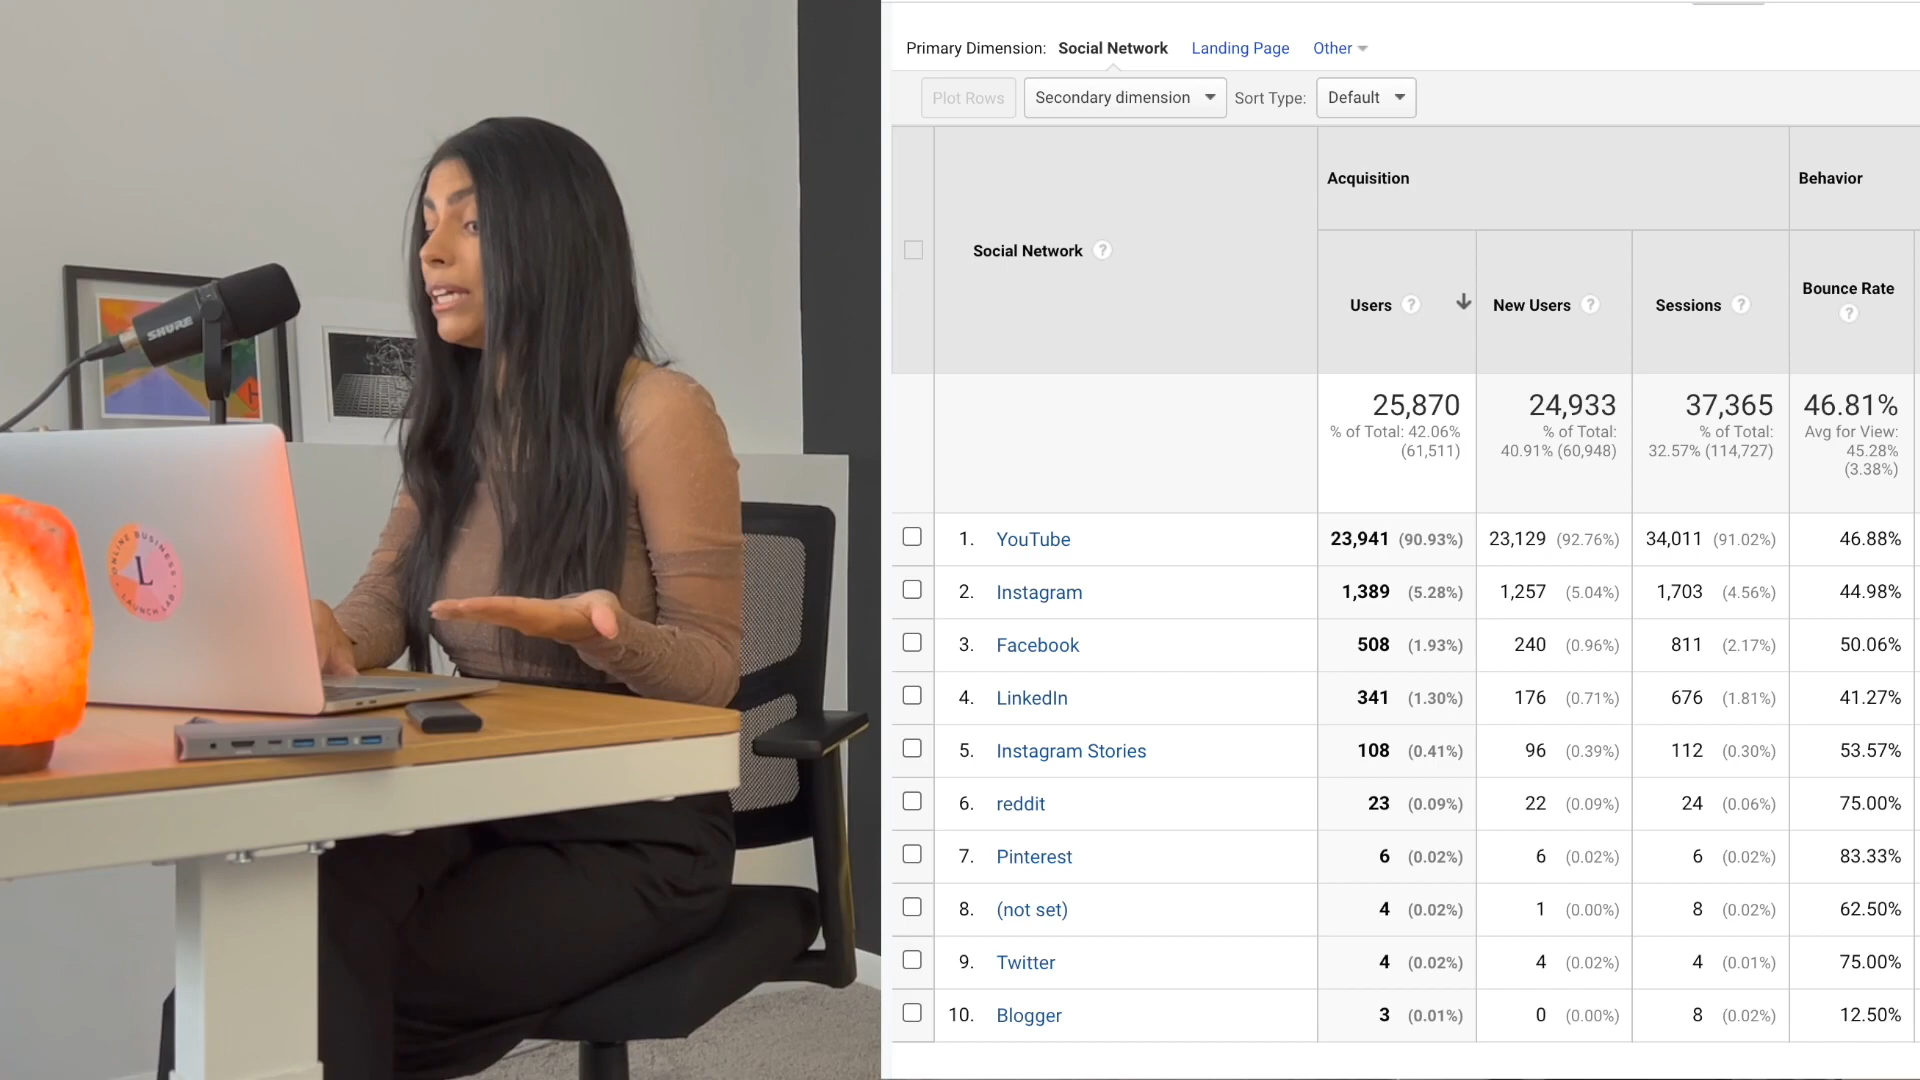 SHURE
ONLINE BUSINESS
L
LAUNCH LAB
Primary Dimension: Social Network Landing Page Other
Plot Rows Secondary dimension Sort Type: Default
Acquisition Behavior
Social Network ?
Users ? New Users ? Sessions ? Bounce Rate ?
25,870 24,933 37,365 46.81%
% of Total: 42.06% % of Total: % of Total: Avg for View:
(61,511) 40.91% (60,948) 32.57% (114,727) 45.28%
(3.38%)
1. YouTube 23,941 (90.93%) 23,129 (92.76%) 34,011 (91.02%) 46.88%
2. Instagram 1,389 (5.28%) 1,257 (5.04%) 1,703 (4.56%) 44.98%
3. Facebook 508 (1.93%) 240 (0.96%) 811 (2.17%) 50.06%
4. LinkedIn 341 (1.30%) 176 (0.71%) 676 (1.81%) 41.27%
5. Instagram Stories 108 (0.41%) 96 (0.39%) 112 (0.30%) 53.57%
6. reddit 23 (0.09%) 22 (0.09%) 24 (0.06%) 75.00%
7. Pinterest 6 (0.02%) 6 (0.02%) 6 (0.02%) 83.33%
8. (not set) 4 (0.02%) 1 (0.00%) 8 (0.02%) 62.50%
9. Twitter 4 (0.02%) 4 (0.02%) 4 (0.01%) 75.00%
10. Blogger 3 (0.01%) 0 (0.00%) 8 (0.02%) 12.50%